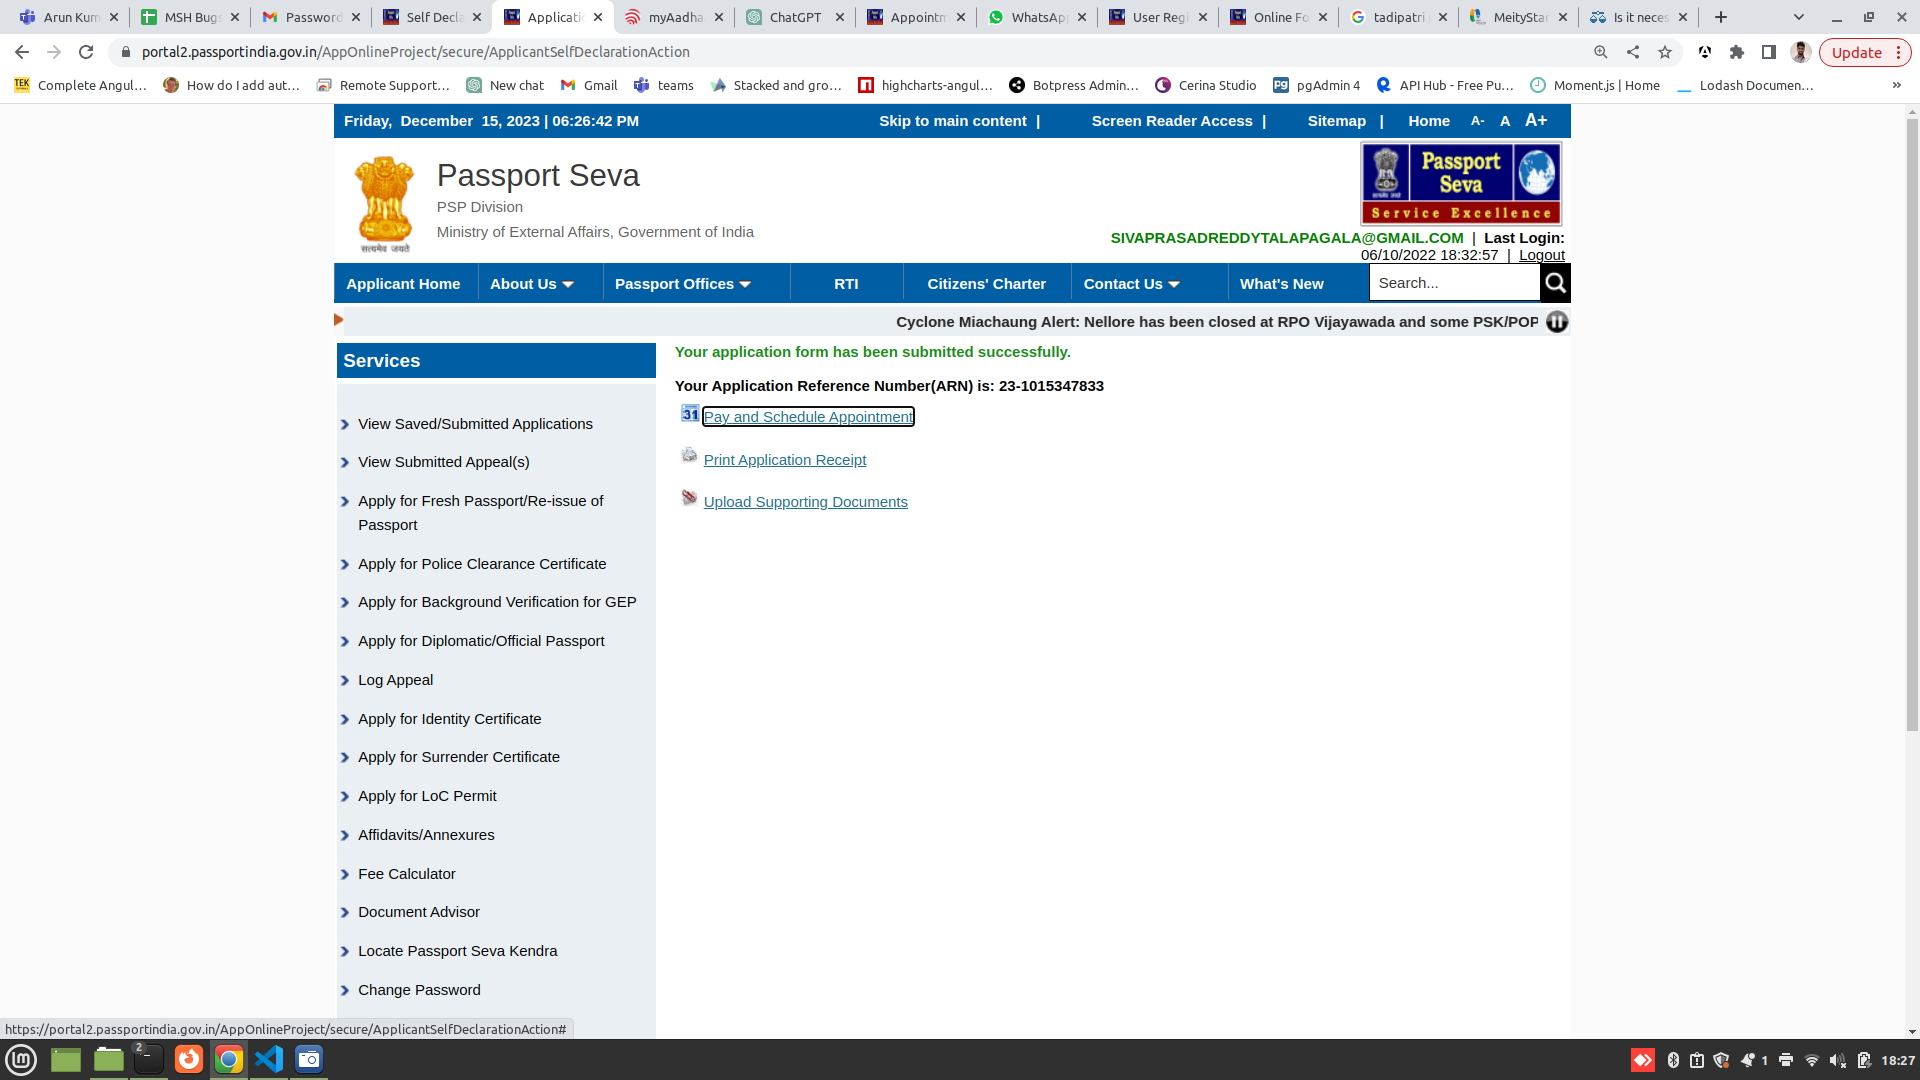 Arun Kum
MSH Bug
Password
Self Decla
Applicatio
myAadha
ChatGPT
Appointm
WhatsApp
User Regi
Online Fo
tadipatri
MeityStar
Is it neces
portal2.passportindia.gov.in/AppOnlineProject/secure/ApplicantSelfDeclarationAction
Update
TEK
Complete Angul...
How do I add aut...
Remote Support...
New chat
Gmail
teams
Stacked and gro...
highcharts-angul...
Botpress Admin...
Cerina Studio
Pg
pgAdmin 4
API Hub - Free Pu...
Moment.js | Home
Lodash Documen...
»
Friday, December 15, 2023 | 06:26:42 PM
Skip to main content |
Screen Reader Access |
Sitemap |
Home
A-
A
A+
सत्यमेव जयते
Passport Seva
PSP Division
Ministry of External Affairs, Government of India
Passport
Seva
Service Excellence
SIVAPRASADREDDYTALAPAGALA@GMAIL.COM | Last Login:
06/10/2022 18:32:57 | Logout
Applicant Home
About Us
Passport Offices
RTI
Citizens' Charter
Contact Us
What's New
Search...
Cyclone Miachaung Alert: Nellore has been closed at RPO Vijayawada and some PSK/POP
Services
View Saved/Submitted Applications
View Submitted Appeal(s)
Apply for Fresh Passport/Re-issue of
Passport
Apply for Police Clearance Certificate
Apply for Background Verification for GEP
Apply for Diplomatic/Official Passport
Log Appeal
Apply for Identity Certificate
Apply for Surrender Certificate
Apply for LoC Permit
Affidavits/Annexures
Fee Calculator
Document Advisor
Locate Passport Seva Kendra
Change Password
Your application form has been submitted successfully.
Your Application Reference Number(ARN) is: 23-1015347833
31
Pay and Schedule Appointment
Print Application Receipt
Upload Supporting Documents
https://portal2.passportindia.gov.in/AppOnlineProject/secure/ApplicantSelfDeclarationAction#
2
1
18:27